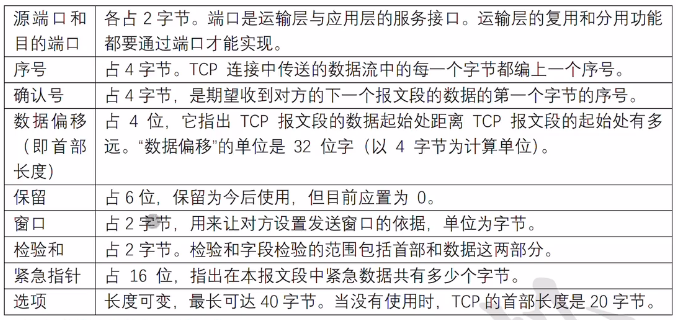 源端口和 各占 2 字节。端口是运输层与应用层的服务接口。运输层的复用和分用功能
目的端口 都要通过端口才能实现。
序号 占 4 字节。TCP 连接中传送的数据流中的每一个字节都编上一个序号。
确认号 占 4 字节，是期望收到对方的下一个报文段的数据的第一个字节的序号。
数据偏移 占 4 位，它指出 TCP 报文段的数据起始处距离 TCP 报文段的起始处有多
（即首部 远。“数据偏移”的单位是 32 位字（以 4 字节为计算单位）。
长度）
保留 占 6 位，保留为今后使用，但目前应置为 0。
窗口 占 2 字节，用来让对方设置发送窗口的依据，单位为字节。
检验和 占 2 字节。检验和字段检验的范围包括首部和数据这两部分。
紧急指针 占 16 位，指出在本报文段中紧急数据共有多少个字节。
选项 长度可变，最长可达 40 字节。当没有使用时，TCP 的首部长度是 20 字节。